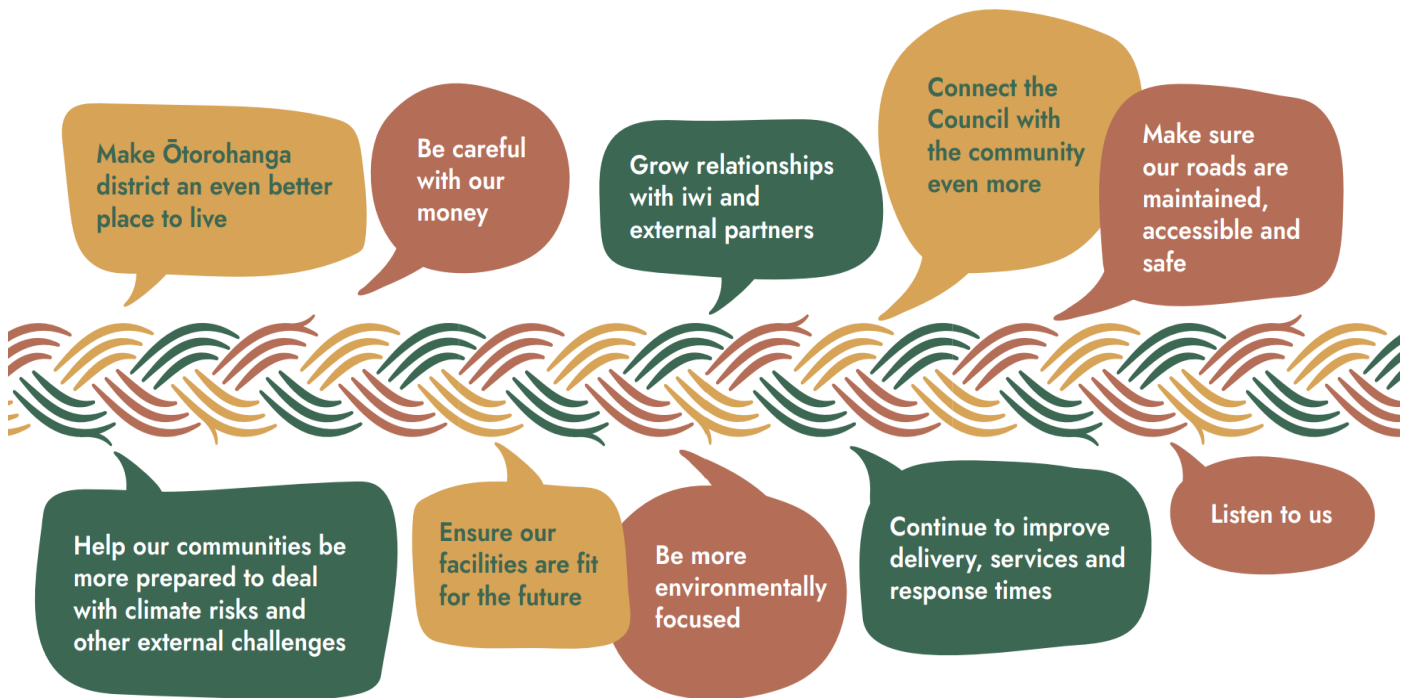 Make Ōtorohanga
district an even better
place to live
Be careful
with our
money
Grow relationships
with iwi and
external partners
Connect the
Council with
the community
even more
Make sure
our roads are
maintained,
accessible and
safe
Help our communities be
more prepared to deal
with climate risks and
other external challenges
Ensure our
facilities are fit
for the future
Be more
environmentally
focused
Continue to improve
delivery, services and
response times
Listen to us